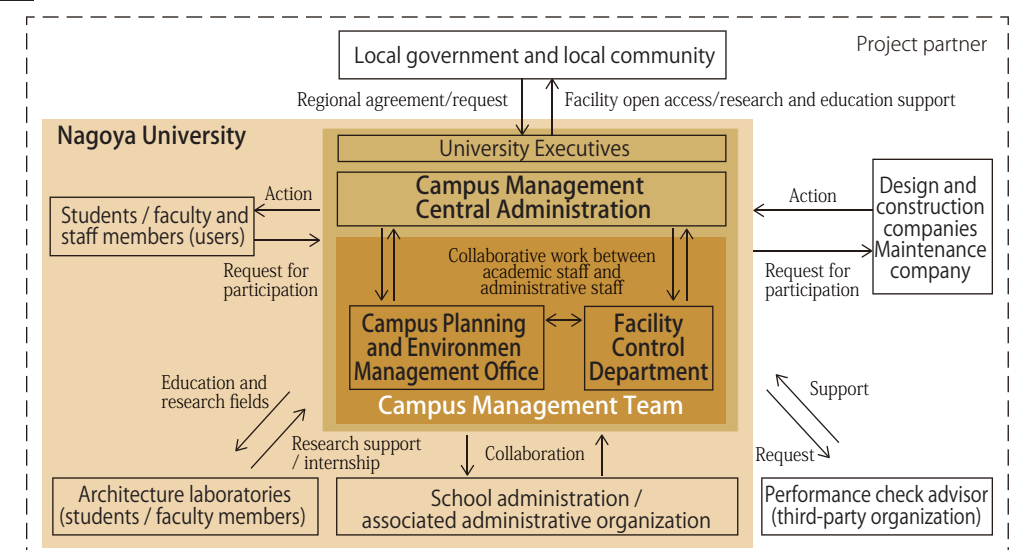 Project partner
Local government and local community
Regional agreement/request
Facility open access/research and education support
Nagoya University
University Executives
Campus Management
Central Administration
Action
Students / faculty and
staff members (users)
Request for
participation
Action
Design and
construction
companies
Maintenance
company
Request for
participation
Collaborative work between
academic staff and
administrative staff
Campus Planning
and Environmen
Management Office
Facility
Control
Department
Campus Management Team
Education and
research fields
Research support
/ internship
Collaboration
Support
Request
Architecture laboratories
(students / faculty members)
School administration /
associated administrative organization
Performance check advisor
(third-party organization)